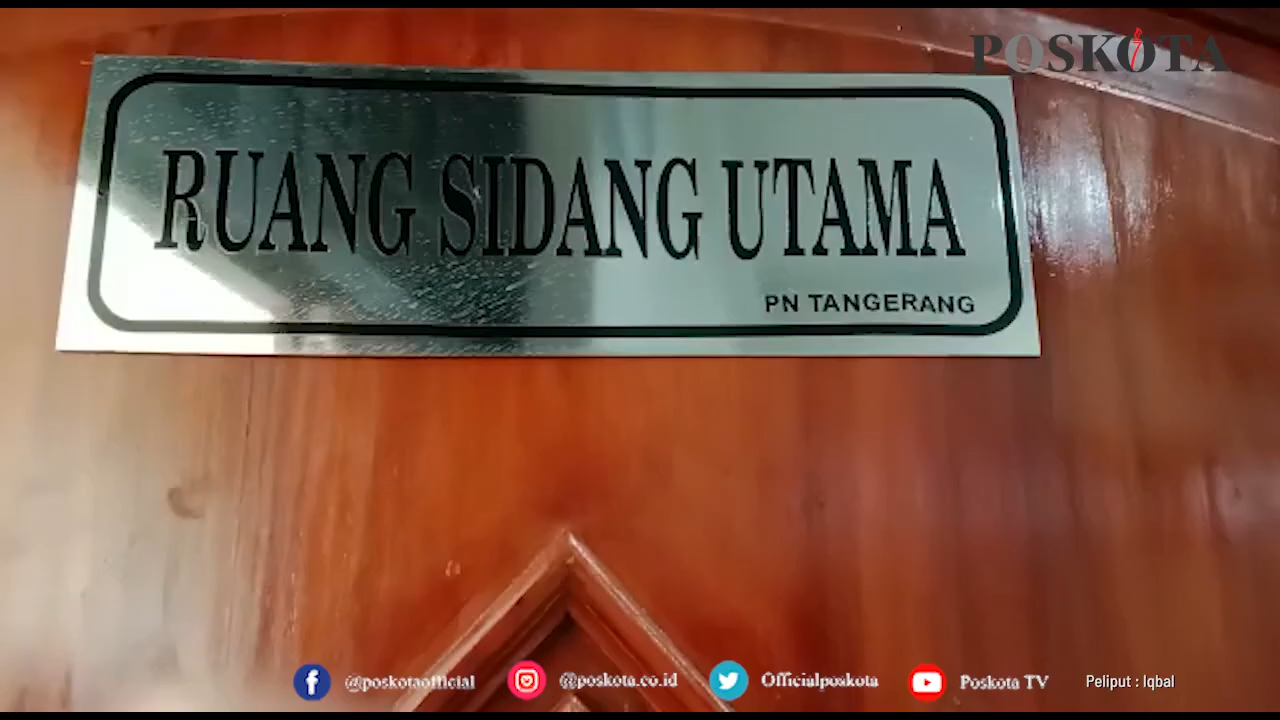 POSKOTA
RUANG SIDANG UTAMA
PN TANGERANG
@poskotaofficial
@poskota.co.id
Officialposkota
Poskota TV
Peliput : Iqbal